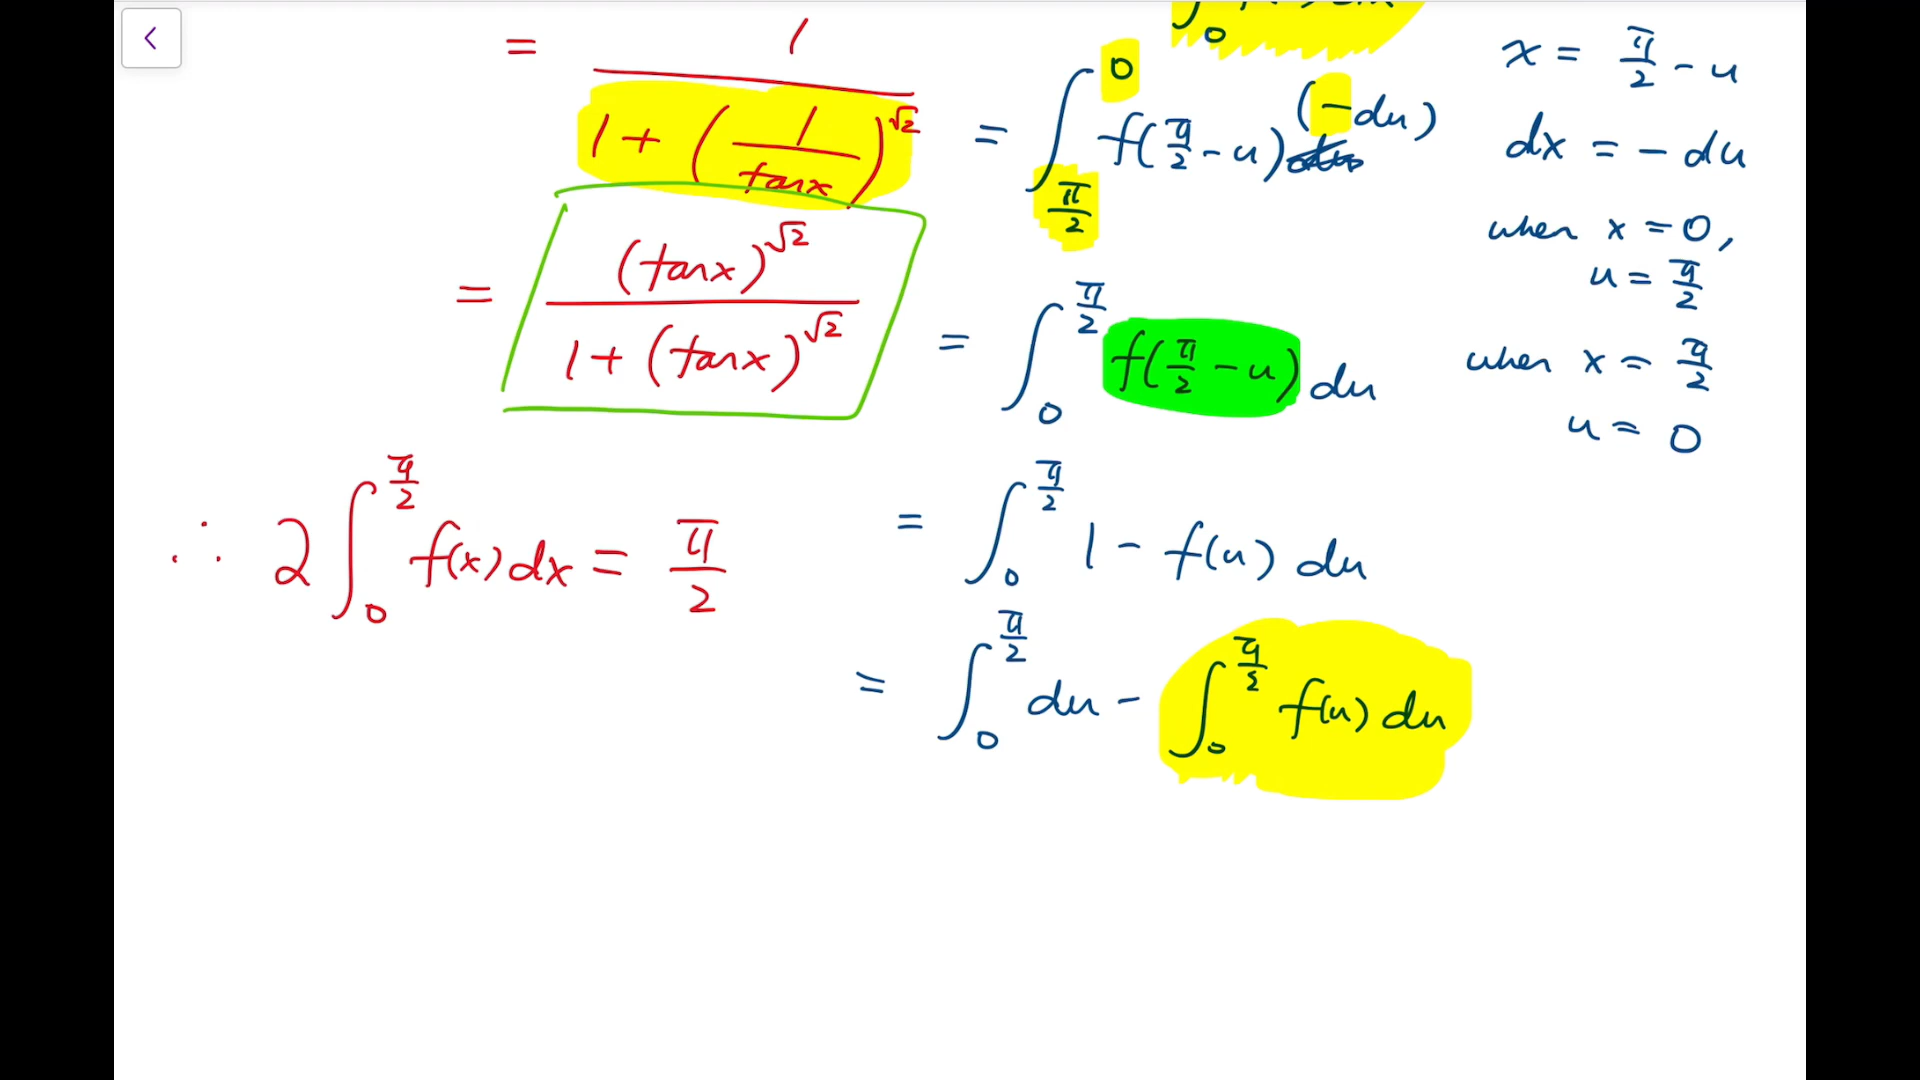 = 1 / (1 + (1/tanx)^√2)
= (tanx)^√2 / (1 + (tanx)^√2)
∴ 2 ∫_0^{π/2} f(x) dx = π/2
0
= ∫_{π/2}^0 f(π/2 - u) (-du)
= ∫_0^{π/2} f(π/2 - u) du
= ∫_0^{π/2} 1 - f(u) du
= ∫_0^{π/2} du - ∫_0^{π/2} f(u) du
x = π/2 - u
dx = - du
when x = 0,
u = π/2
when x = π/2
u = 0